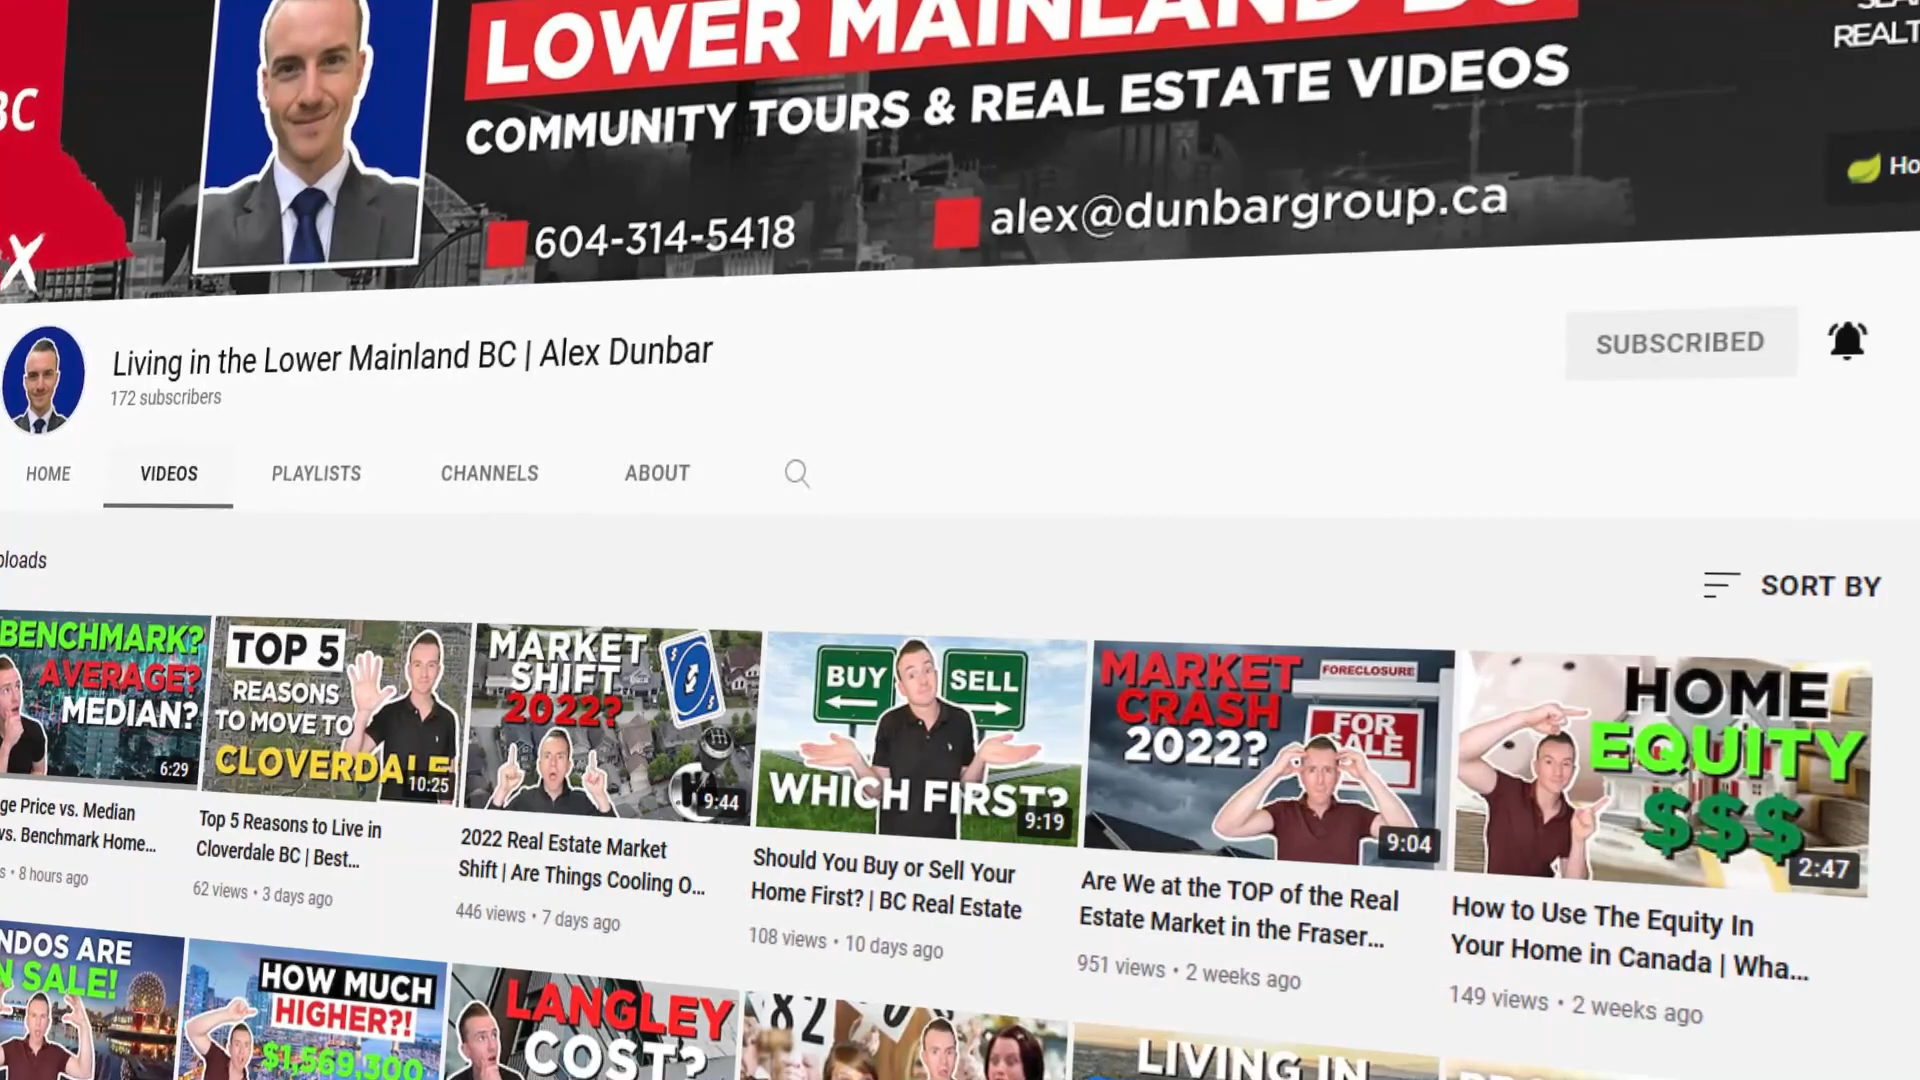 LOWER MAINLAND BC
REALT
BC
COMMUNITY TOURS & REAL ESTATE VIDEOS
Ho
604-314-5418
alex@dunbargroup.ca
X
Living in the Lower Mainland BC | Alex Dunbar
172 subscribers
SUBSCRIBED
HOME
VIDEOS
PLAYLISTS
CHANNELS
ABOUT
ploads
SORT BY
BENCHMARK?
AVERAGE?
MEDIAN?
6:29
TOP 5
REASONS
TO MOVE TO
CLOVERDALE
10:25
MARKET
SHIFT
2022?
9:44
BUY
SELL
WHICH FIRST?
9:19
MARKET
CRASH
2022?
FORECLOSURE
FOR
SALE
9:04
HOME
EQUITY
$$$
2:47
ge Price vs. Median
vs. Benchmark Home...
s • 8 hours ago
Top 5 Reasons to Live in
Cloverdale BC | Best...
62 views • 3 days ago
2022 Real Estate Market
Shift | Are Things Cooling O...
446 views • 7 days ago
Should You Buy or Sell Your
Home First? | BC Real Estate
108 views • 10 days ago
Are We at the TOP of the Real
Estate Market in the Fraser...
951 views • 2 weeks ago
How to Use The Equity In
Your Home in Canada | Wha...
149 views • 2 weeks ago
NDOS ARE
N SALE!
HOW MUCH
HIGHER?!
$1,569,300
LANGLEY
COST?
82
LIVING IN